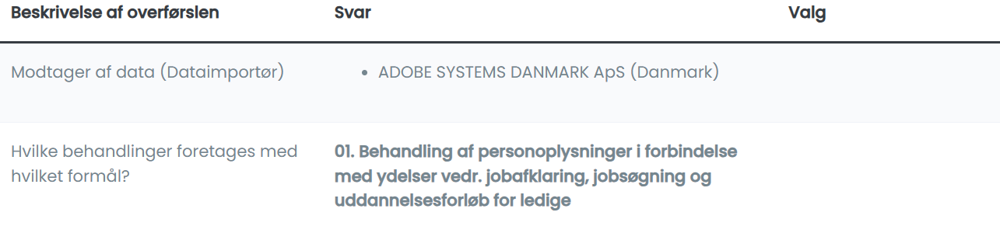 Beskrivelse af overførslen Svar Valg
Modtager af data (Dataimportør) • ADOBE SYSTEMS DANMARK ApS (Danmark)
Hvilke behandlinger foretages med
hvilket formål?
01. Behandling af personoplysninger i forbindelse
med ydelser vedr. jobafklaring, jobsøgning og
uddannelsesforløb for ledige